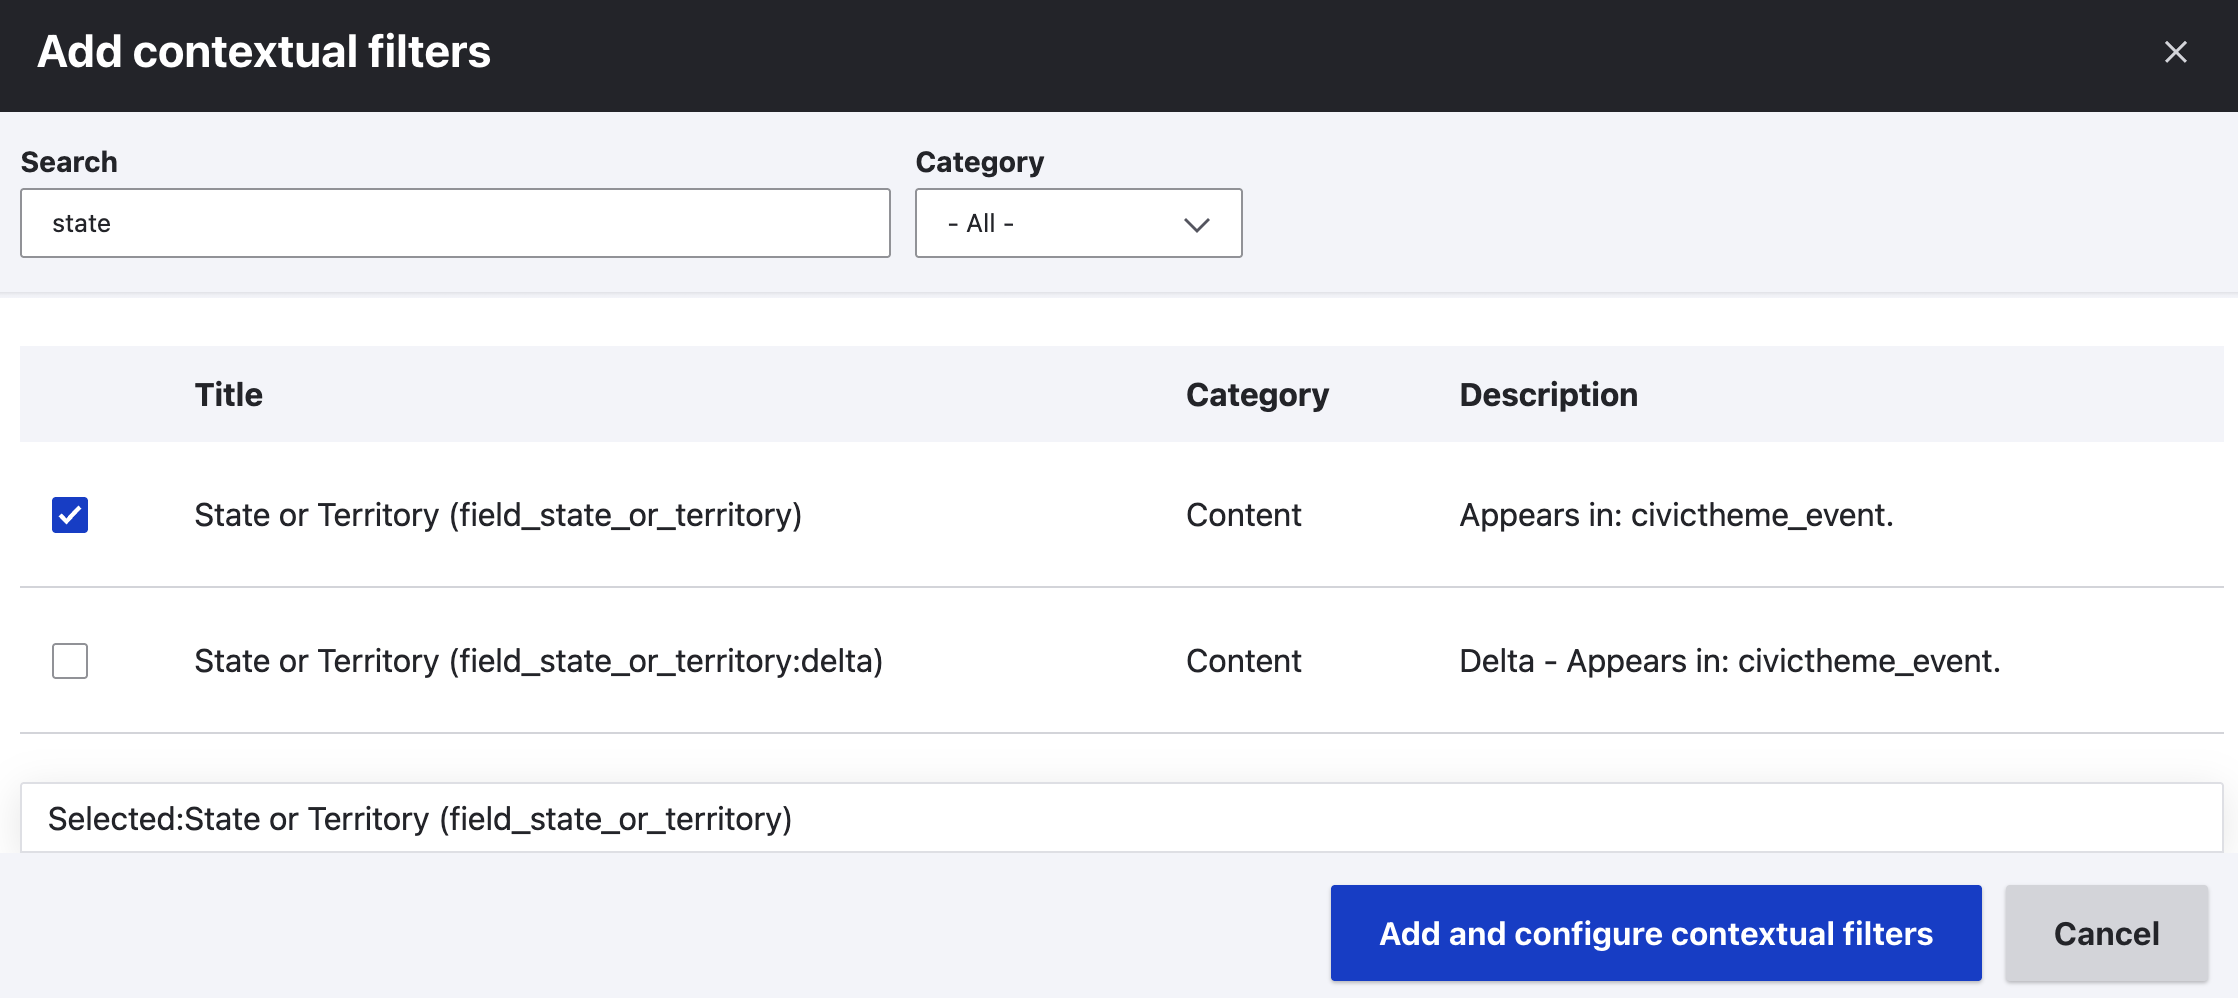 Add contextual filters
Search
Category
state
- All -
Title
Category
Description
State or Territory (field_state_or_territory)
Content
Appears in: civictheme_event.
State or Territory (field_state_or_territory:delta)
Content
Delta - Appears in: civictheme_event.
Selected:State or Territory (field_state_or_territory)
Add and configure contextual filters
Cancel